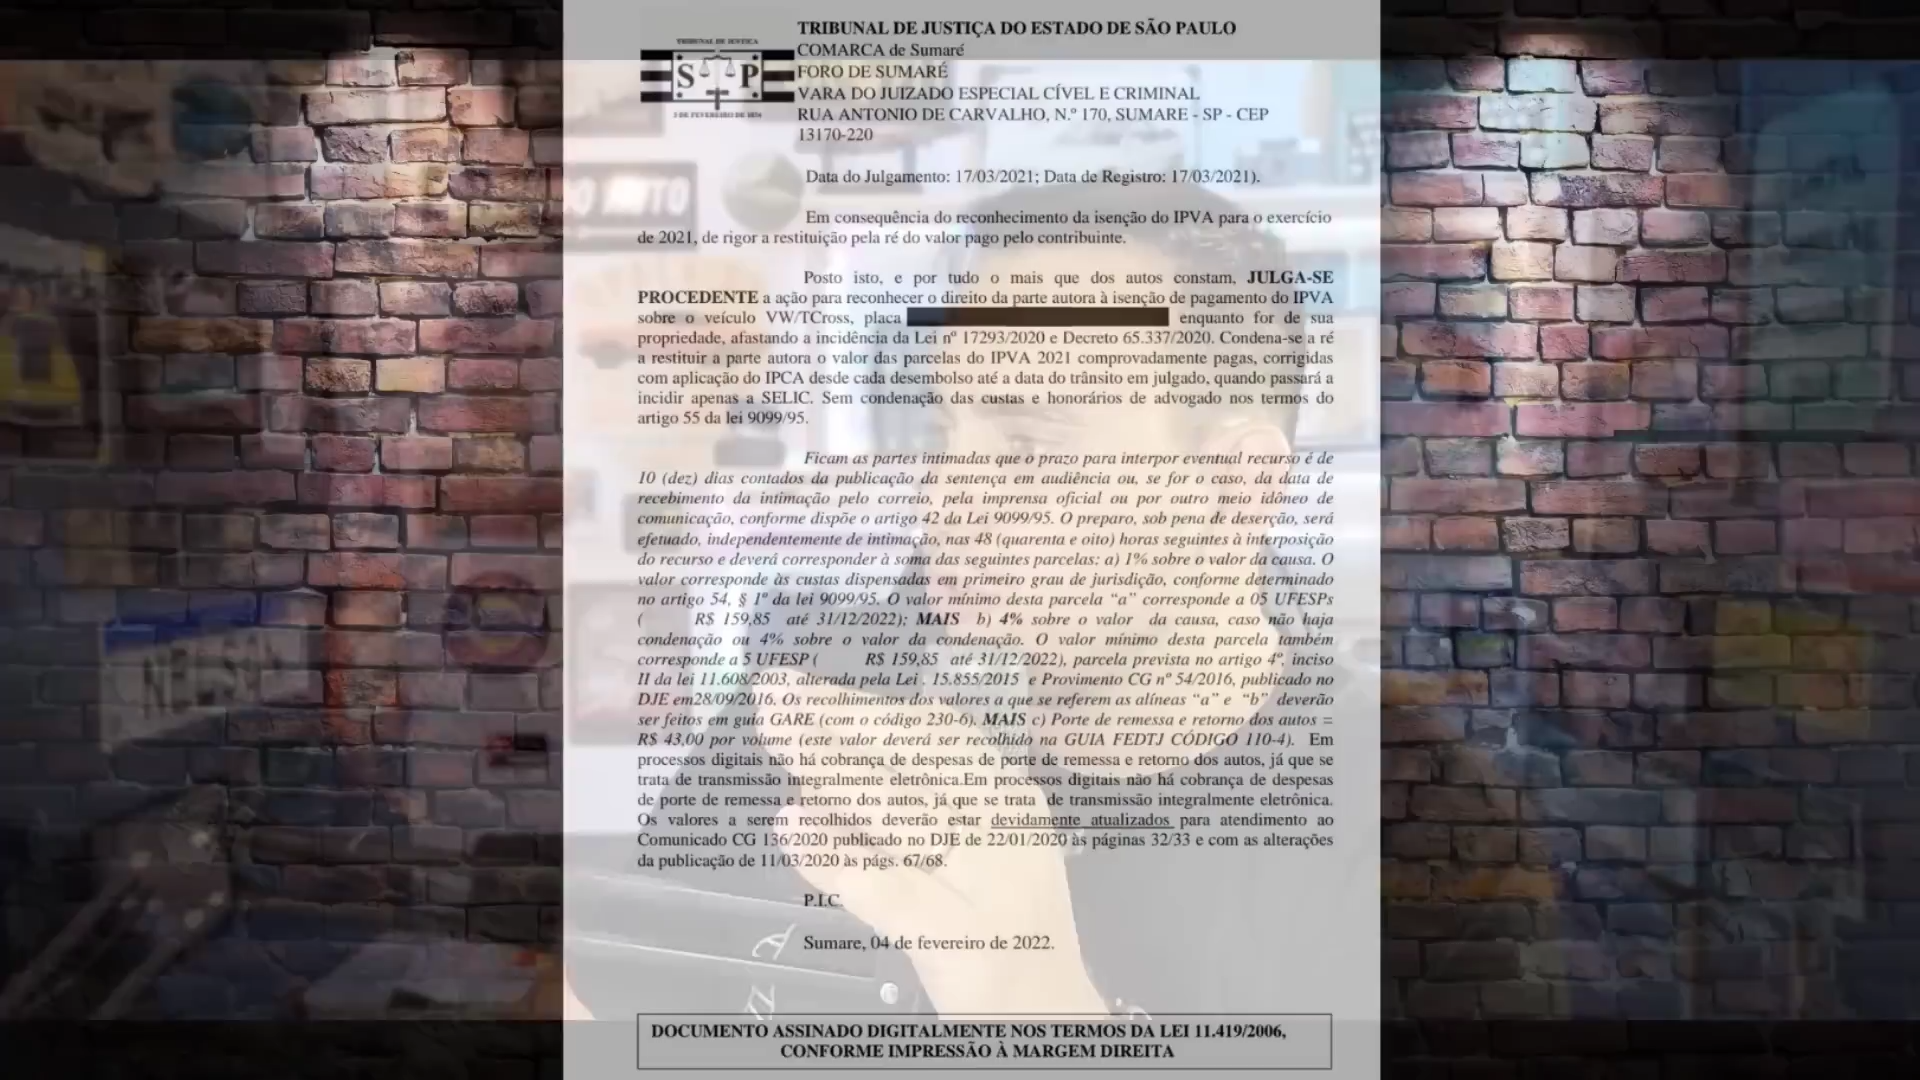 TRIBUNAL DE JUSTIÇA
S P
3 DE FEVEREIRO DE 1874
TRIBUNAL DE JUSTIÇA DO ESTADO DE SÃO PAULO
COMARCA de Sumaré
FORO DE SUMARÉ
VARA DO JUIZADO ESPECIAL CÍVEL E CRIMINAL
RUA ANTONIO DE CARVALHO, N.º 170, SUMARE - SP - CEP
13170-220
Data do Julgamento: 17/03/2021; Data de Registro: 17/03/2021).
Em consequência do reconhecimento da isenção do IPVA para o exercício
de 2021, de rigor a restituição pela ré do valor pago pelo contribuinte.
Posto isto, e por tudo o mais que dos autos constam, JULGA-SE
PROCEDENTE a ação para reconhecer o direito da parte autora à isenção de pagamento do IPVA
sobre o veículo VW/TCross, placa enquanto for de sua
propriedade, afastando a incidência da Lei nº 17293/2020 e Decreto 65.337/2020. Condena-se a ré
a restituir a parte autora o valor das parcelas do IPVA 2021 comprovadamente pagas, corrigidas
com aplicação do IPCA desde cada desembolso até a data do trânsito em julgado, quando passará a
incidir apenas a SELIC. Sem condenação das custas e honorários de advogado nos termos do
artigo 55 da lei 9099/95.
Ficam as partes intimadas que o prazo para interpor eventual recurso é de
10 (dez) dias contados da publicação da sentença em audiência ou, se for o caso, da data de
recebimento da intimação pelo correio, pela imprensa oficial ou por outro meio idôneo de
comunicação, conforme dispõe o artigo 42 da Lei 9099/95. O preparo, sob pena de deserção, será
efetuado, independentemente de intimação, nas 48 (quarenta e oito) horas seguintes à interposição
do recurso e deverá corresponder à soma das seguintes parcelas: a) 1% sobre o valor da causa. O
valor corresponde às custas dispensadas em primeiro grau de jurisdição, conforme determinado
no artigo 54, § 1º da lei 9099/95. O valor mínimo desta parcela “a” corresponde a 05 UFESPs
( R$ 159,85 até 31/12/2022); MAIS b) 4% sobre o valor da causa, caso não haja
condenação ou 4% sobre o valor da condenação. O valor mínimo desta parcela também
corresponde a 5 UFESP ( R$ 159,85 até 31/12/2022), parcela prevista no artigo 4º, inciso
II da lei 11.608/2003, alterada pela Lei . 15.855/2015 e Provimento CG nº 54/2016, publicado no
DJE em28/09/2016. Os recolhimentos dos valores a que se referem as alíneas “a” e “b” deverão
ser feitos em guia GARE (com o código 230-6). MAIS c) Porte de remessa e retorno dos autos =
R$ 43,00 por volume (este valor deverá ser recolhido na GUIA FEDTJ CÓDIGO 110-4). Em
processos digitais não há cobrança de despesas de porte de remessa e retorno dos autos, já que se
trata de transmissão integralmente eletrônica.Em processos digitais não há cobrança de despesas
de porte de remessa e retorno dos autos, já que se trata de transmissão integralmente eletrônica.
Os valores a serem recolhidos deverão estar devidamente atualizados para atendimento ao
Comunicado CG 136/2020 publicado no DJE de 22/01/2020 às páginas 32/33 e com as alterações
da publicação de 11/03/2020 às págs. 67/68.
P.I.C.
Sumare, 04 de fevereiro de 2022.
DOCUMENTO ASSINADO DIGITALMENTE NOS TERMOS DA LEI 11.419/2006,
CONFORME IMPRESSÃO À MARGEM DIREITA